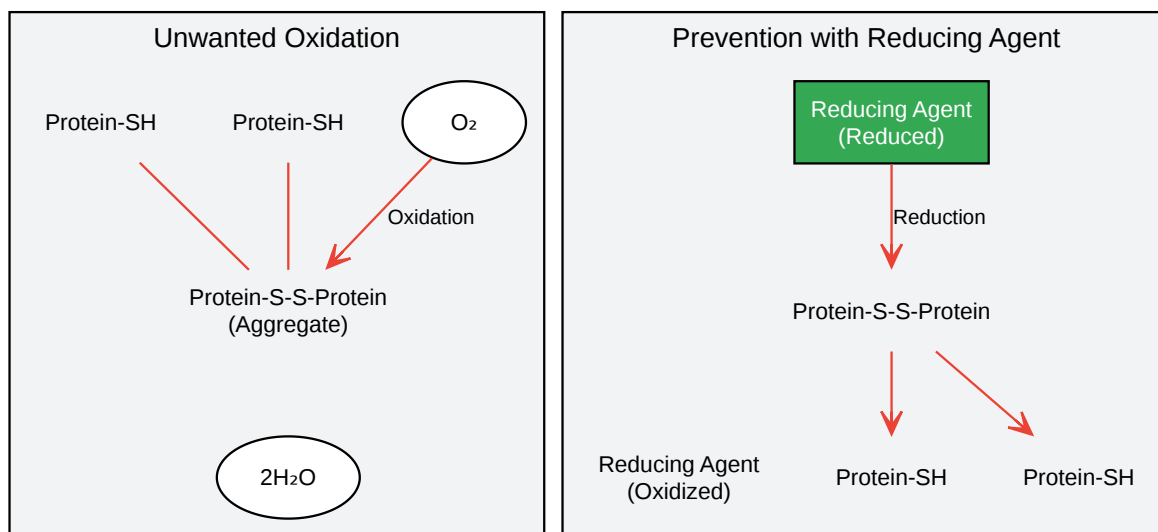 Unwanted Oxidation
Protein-SH
Protein-SH
O₂
Oxidation
Protein-S-S-Protein
(Aggregate)
2H₂O
Prevention with Reducing Agent
Reducing Agent
(Reduced)
Reduction
Protein-S-S-Protein
Reducing Agent
(Oxidized)
Protein-SH
Protein-SH